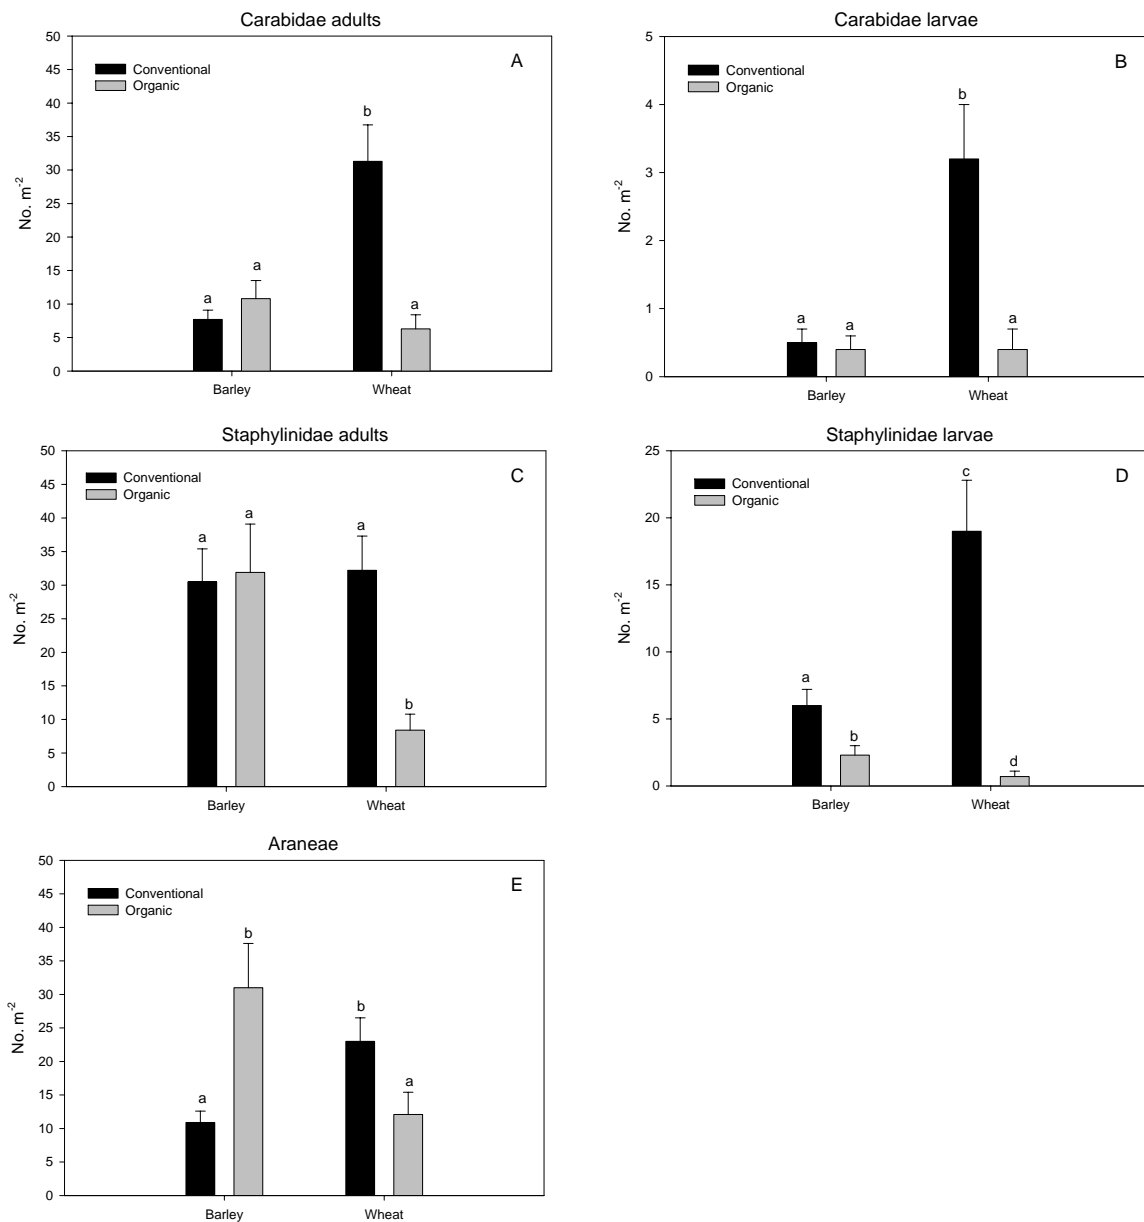 Carabidae adults
A
Conventional
Organic
No. m-2
50
45
40
35
30
25
20
15
10
5
0
a
a
b
a
Barley
Wheat
Carabidae larvae
B
Conventional
Organic
No. m-2
5
4
3
2
1
0
a
a
b
a
Barley
Wheat
Staphylinidae adults
C
Conventional
Organic
No. m-2
50
45
40
35
30
25
20
15
10
5
0
a
a
a
b
Barley
Wheat
Staphylinidae larvae
D
Conventional
Organic
No. m-2
25
20
15
10
5
0
a
b
c
d
Barley
Wheat
Araneae
E
Conventional
Organic
No. m-2
50
45
40
35
30
25
20
15
10
5
0
a
b
b
a
Barley
Wheat